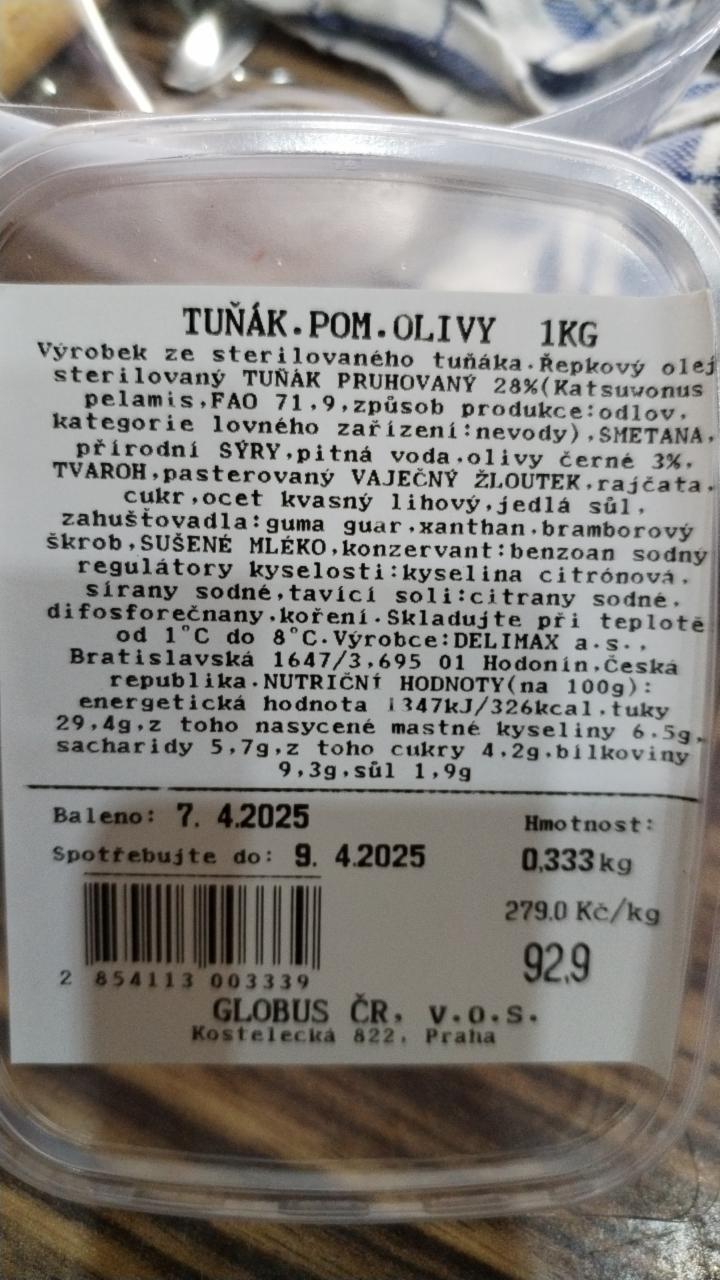 TUŇÁK.POM.OLIVY 1KG
Výrobek ze sterilovaného tuňáka.Řepkový olej
sterilovaný TUŇÁK PRUHOVANÝ 28%(Katsuwonus
pelamis,FAO 71,9,způsob produkce:odlov,
kategorie lovného zařízení:nevody),SMETANA,
přírodní SÝRY,pitná voda,olivy černé 3%,
TVAROH,pasterovaný VAJEČNÝ ŽLOUTEK,rajčata,
cukr,ocet kvasný lihový,jedlá sůl,
zahušťovadla:guma guar,xanthan,bramborový
škrob,SUŠENÉ MLÉKO,konzervant:benzoan sodný
regulátory kyselosti:kyselina citrónová,
sírany sodné,tavící soli:citrany sodné,
difosforečnany,koření.Skladujte při teplotě
od 1°C do 8°C.Výrobce:DELIMAX a.s.,
Bratislavská 1647/3,695 01 Hodonín,Česká
republika.NUTRIČNÍ HODNOTY(na 100g):
energetická hodnota 1347kJ/326kcal,tuky
29,4g,z toho nasycené mastné kyseliny 6.5g,
sacharidy 5,7g,z toho cukry 4.2g,bílkoviny
9,3g,sůl 1,9g
Baleno: 7. 4.2025
Hmotnost:
Spotřebujte do: 9. 4.2025
0,333 kg
279.0 Kč/kg
92,9
2 854113 003339
GLOBUS ČR, v.o.s.
Kostelecká 822, Praha